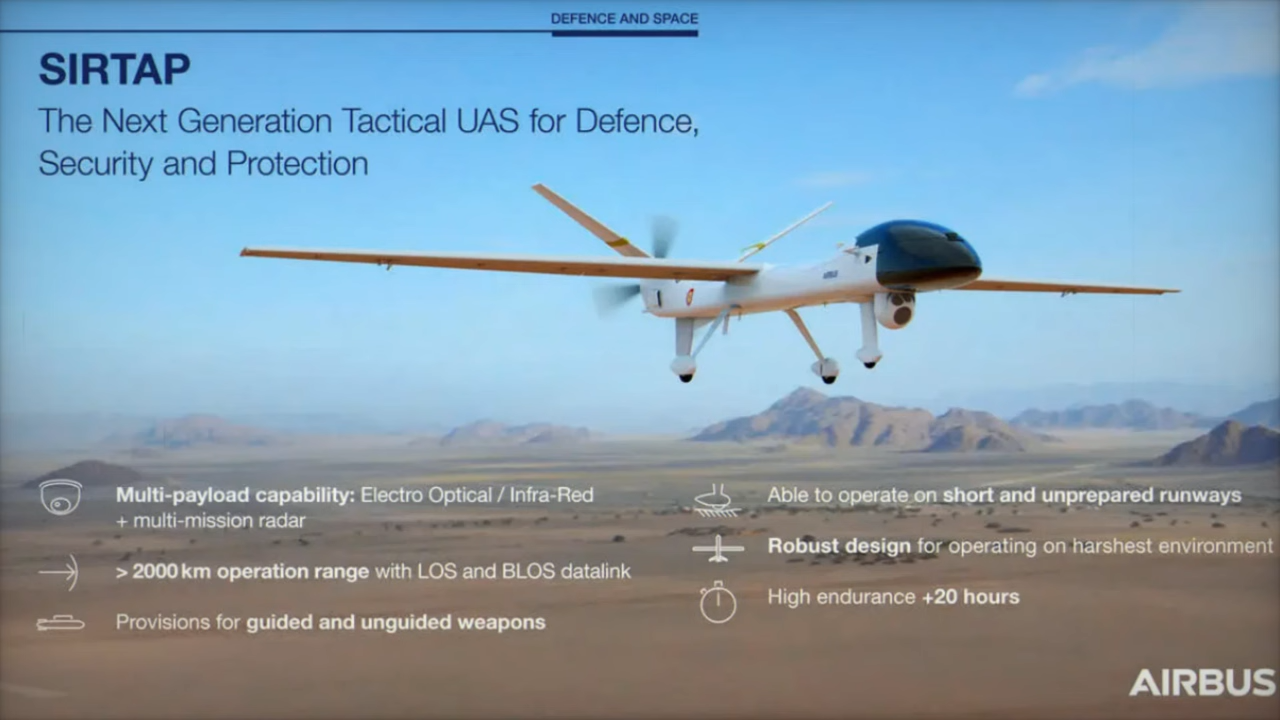 DEFENCE AND SPACE
SIRTAP
The Next Generation Tactical UAS for Defence,
Security and Protection
Multi-payload capability: Electro Optical / Infra-Red
+ multi-mission radar
> 2000 km operation range with LOS and BLOS datalink
Provisions for guided and unguided weapons
Able to operate on short and unprepared runways
Robust design for operating on harshest environment
High endurance +20 hours
AIRBUS